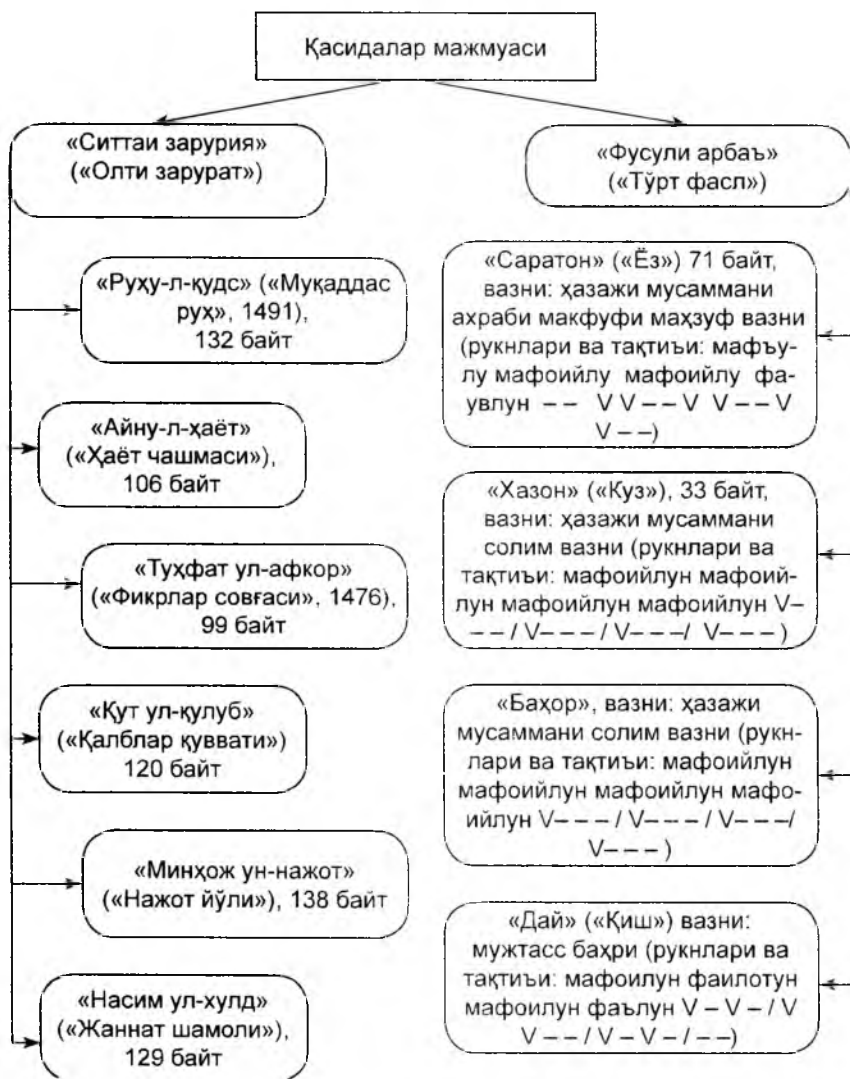 Қасидалар мажмуаси
«Ситтаи зарурия»
(«Олти зарурат»)
«Руҳу-л-қудс» («Муқаддас
руҳ», 1491),
132 байт
«Айну-л-ҳаёт»
(«Ҳаёт чашмаси»),
106 байт
«Туҳфат ул-афкор»
(«Фикрлар совғаси», 1476),
99 байт
«Қут ул-қулуб»
(«Қалблар қуввати»)
120 байт
«Минҳож ун-нажот»
(«Нажот йўли»), 138 байт
«Насим ул-хулд»
(«Жаннат шамоли»),
129 байт
«Фусули арбаъ»
(«Тўрт фасл»)
«Саратон» («Ёз») 71 байт,
вазни: ҳазажи мусаммани
ахраби макфуфи маҳзуф вазни
(рукнлари ва тақтиъи: мафъу-
лу мафоийлу мафоийлу фа-
увлун – – V V – – V V – – V
V – –)
«Хазон» («Куз»), 33 байт,
вазни: ҳазажи мусаммани
солим вазни (рукнлари ва
тақтиъи: мафоийлун мафоий-
лун мафоийлун мафоийлун V–
– – / V– – – / V– – –/ V– – – )
«Баҳор», вазни: ҳазажи
мусаммани солим вазни (рукн-
лари ва тақтиъи: мафоийлун
мафоийлун мафоийлун мафо-
ийлун V– – – / V– – – / V– – –/
V– – – )
«Дай» («Қиш») вазни:
мужтасс баҳри (рукнлари ва
тақтиъи: мафоилун фаилотун
мафоилун фаълун V – V – / V
V – – / V – V – / – –)